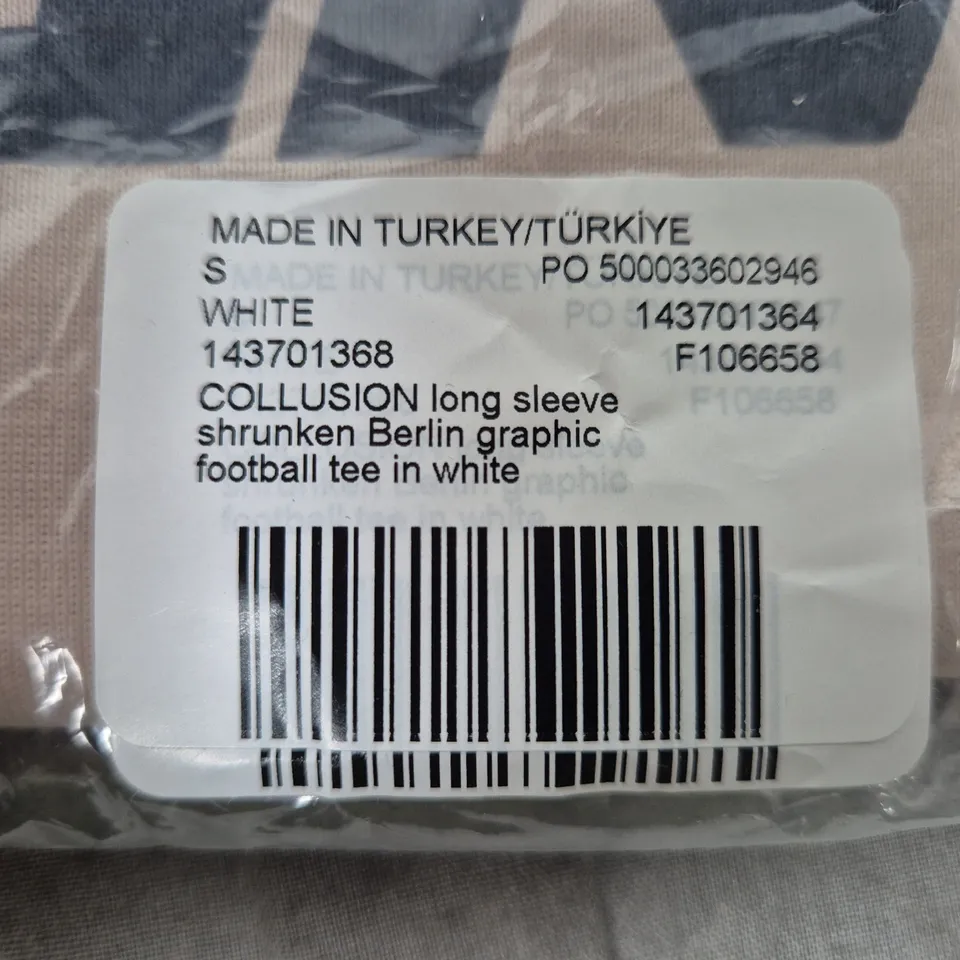 MADE IN TURKEY/TÜRKİYE
S PO 500033602946
WHITE 143701364
143701368 F106658
COLLUSION long sleeve
shrunken Berlin graphic
football tee in white